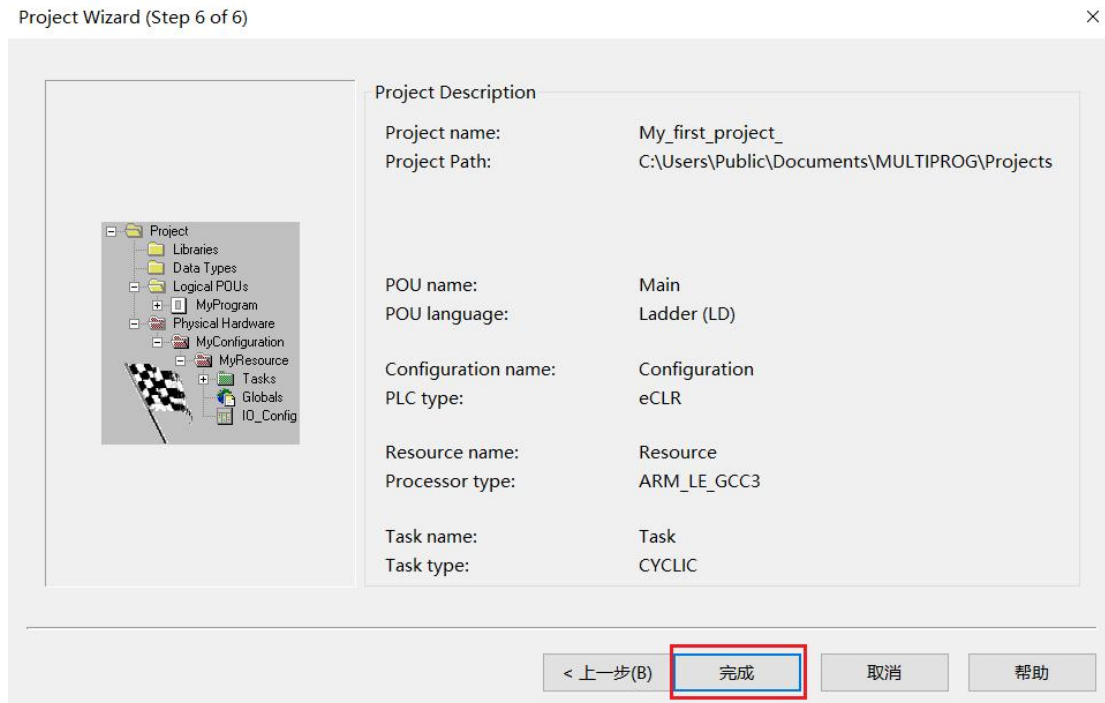 Project Wizard (Step 6 of 6)
Project Description
Project name: My_first_project_
Project Path: C:\Users\Public\Documents\MULTIPROG\Projects
Project
Libraries
Data Types
Logical POUs
MyProgram
Physical Hardware
MyConfiguration
MyResource
Tasks
Globals
IO_Config
POU name: Main
POU language: Ladder (LD)
Configuration name: Configuration
PLC type: eCLR
Resource name: Resource
Processor type: ARM_LE_GCC3
Task name: Task
Task type: CYCLIC
< 上一步(B) 完成 取消 帮助